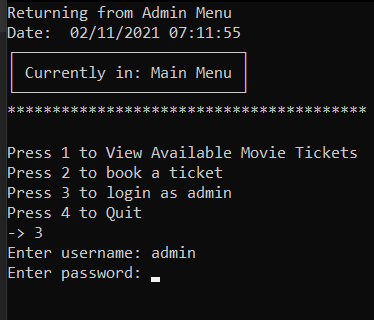 Returning from Admin Menu
Date:  02/11/2021 07:11:55
Currently in: Main Menu
****************************************
Press 1 to View Available Movie Tickets
Press 2 to book a ticket
Press 3 to login as admin
Press 4 to Quit
-> 3
Enter username: admin
Enter password: